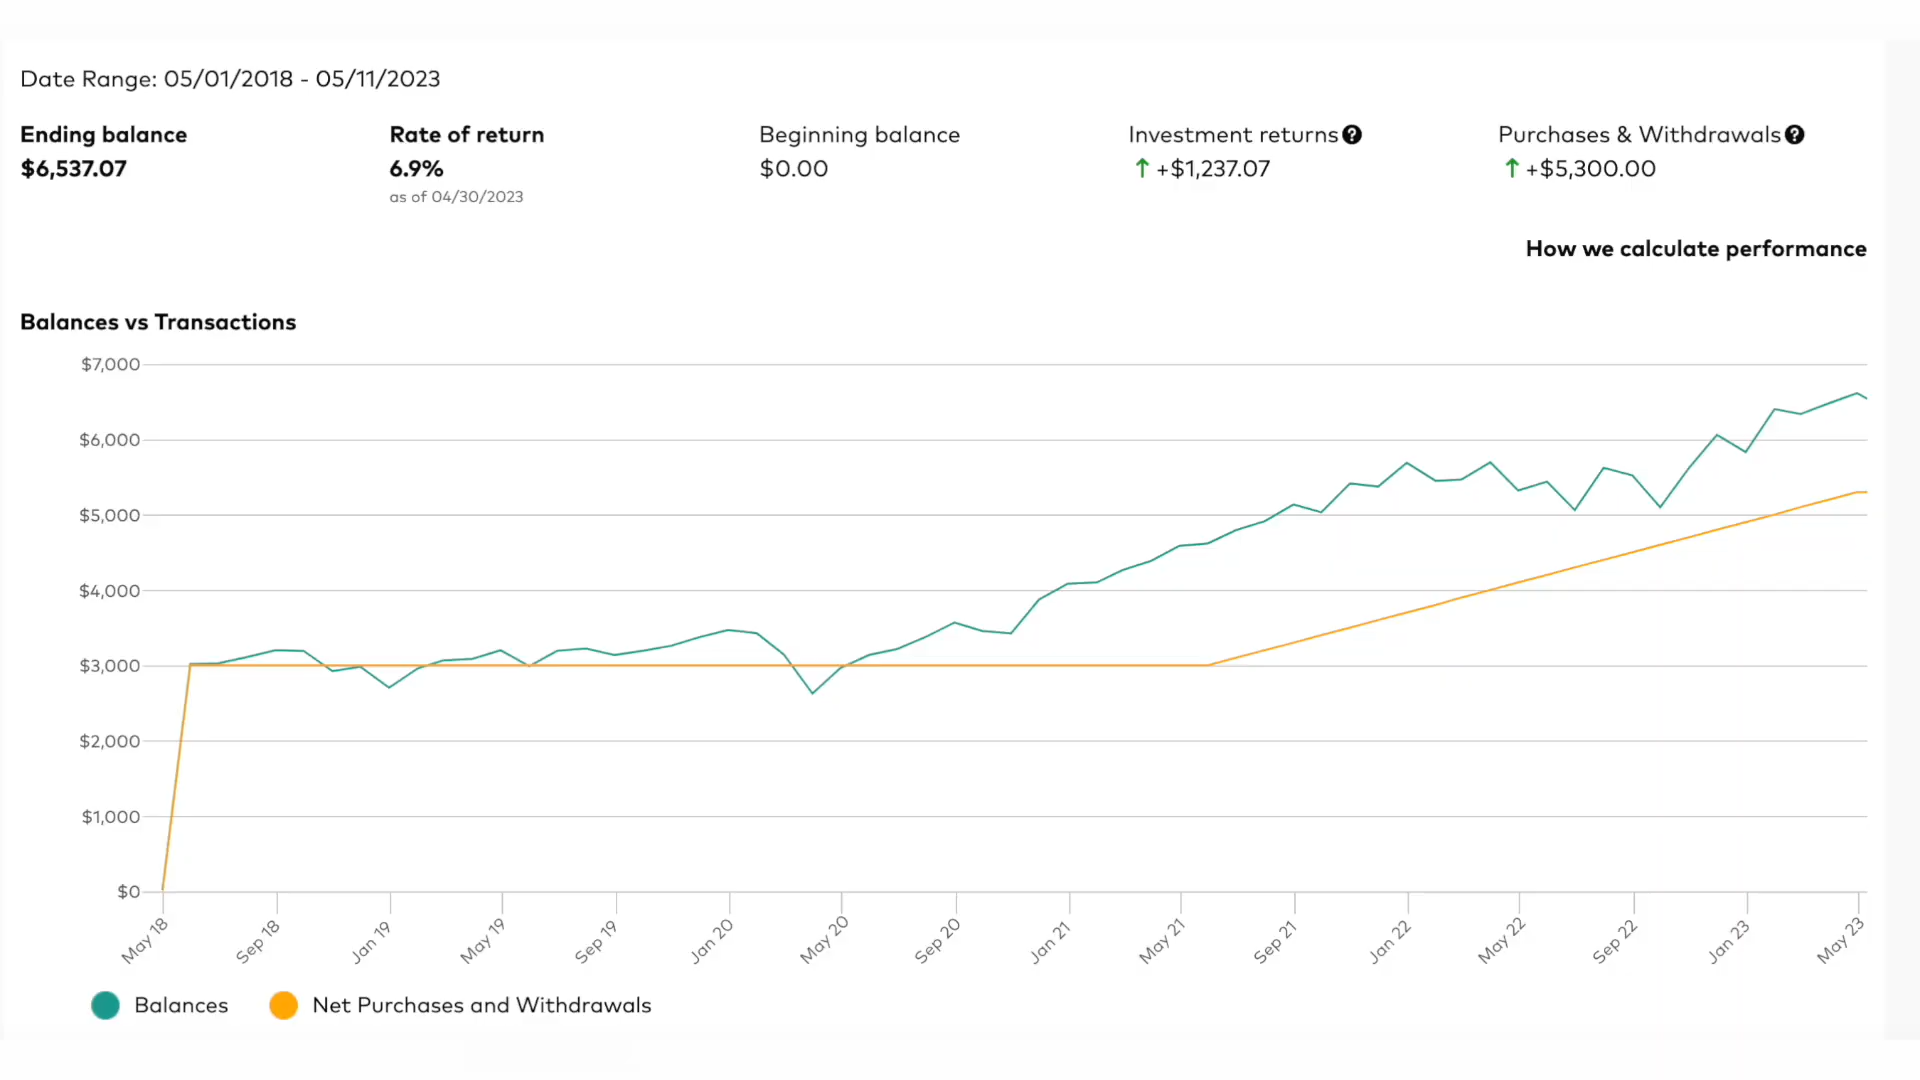 Date Range: 05/01/2018 - 05/11/2023
Ending balance
$6,537.07
Rate of return
6.9%
as of 04/30/2023
Beginning balance
$0.00
Investment returns
+$1,237.07
Purchases & Withdrawals
+$5,300.00
How we calculate performance
Balances vs Transactions
$7,000
$6,000
$5,000
$4,000
$3,000
$2,000
$1,000
$0
May 18
Sep 18
Jan 19
May 19
Sep 19
Jan 20
May 20
Sep 20
Jan 21
May 21
Sep 21
Jan 22
May 22
Sep 22
Jan 23
May 23
Balances
Net Purchases and Withdrawals